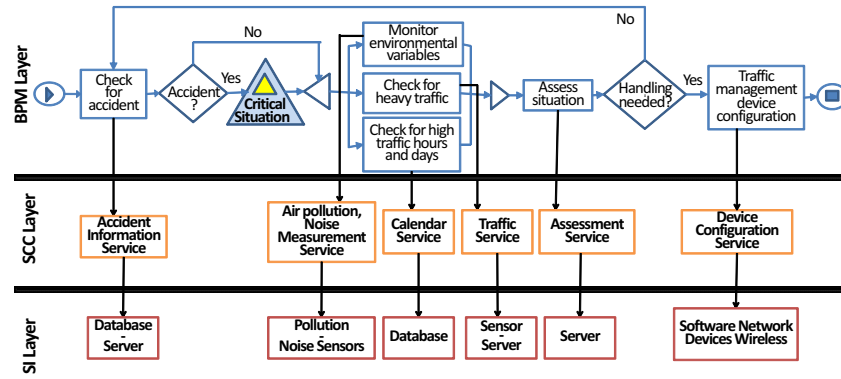 BPM Layer
No
No
Check
for
accident
Accident
?
Yes
Critical
Situation
Monitor
environmental
variables
Check for
heavy traffic
Check for high
traffic hours
and days
Assess
situation
Handling
needed?
Yes
Traffic
management
device
configuration
SCC Layer
Accident
Information
Service
Air pollution,
Noise
Measurement
Service
Calendar
Service
Traffic
Service
Assessment
Service
Device
Configuration
Service
SI Layer
Database
-
Server
Pollution
-
Noise Sensors
Database
Sensor
-
Server
Server
Software Network
Devices Wireless